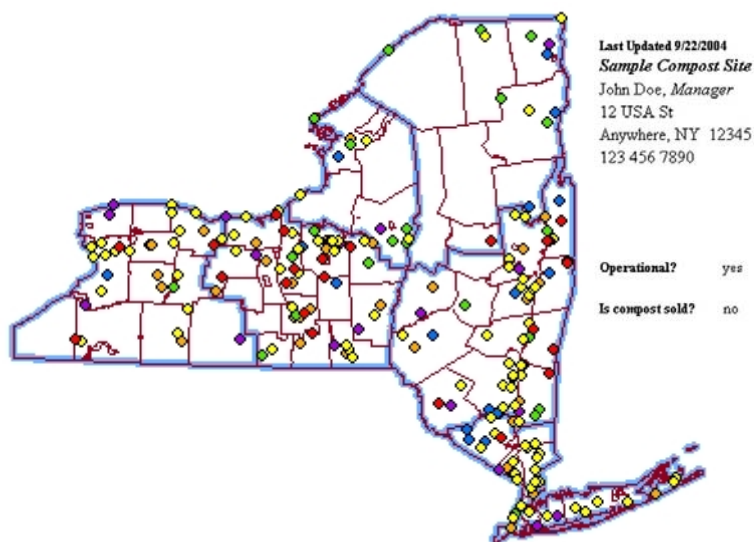 Last Updated 9/22/2004
Sample Compost Site
John Doe, Manager
12 USA St
Anywhere, NY 12345
123 456 7890
Operational? yes
Is compost sold? no